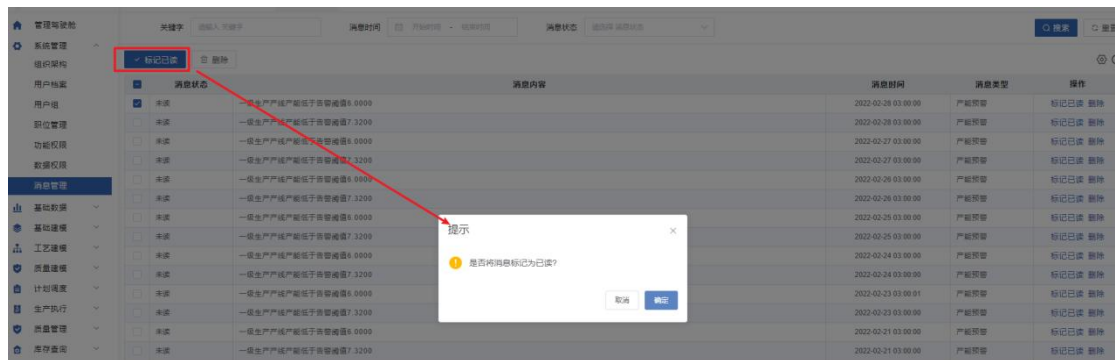 管理驾驶舱
系统管理
组织架构
用户档案
用户组
职位管理
功能权限
数据权限
消息管理
基础数据
基础建模
工艺建模
质量建模
计划调度
生产执行
质量管理
库存查询
关键字 请输入 关键字 消息时间 开始时间 - 结束时间 消息状态 请选择 消息状态 搜索
标记已读 删除
消息状态 消息内容 消息时间 消息类型 操作
未读 一级生产产线产能低于告警阈值6.0000 2022-02-28 03:00:00 产能预警 标记已读 删除
未读 一级生产产线产能低于告警阈值7.3200 2022-02-28 03:00:00 产能预警 标记已读 删除
未读 一级生产产线产能低于告警阈值6.0000 2022-02-27 03:00:00 产能预警 标记已读 删除
未读 一级生产产线产能低于告警阈值7.3200 2022-02-27 03:00:00 产能预警 标记已读 删除
未读 一级生产产线产能低于告警阈值6.0000 2022-02-26 03:00:00 产能预警 标记已读 删除
未读 一级生产产线产能低于告警阈值7.3200 2022-02-26 03:00:00 产能预警 标记已读 删除
未读 一级生产产线产能低于告警阈值6.0000 2022-02-25 03:00:00 产能预警 标记已读 删除
未读 一级生产产线产能低于告警阈值7.3200 2022-02-25 03:00:00 产能预警 标记已读 删除
未读 一级生产产线产能低于告警阈值6.0000 2022-02-24 03:00:00 产能预警 标记已读 删除
未读 一级生产产线产能低于告警阈值7.3200 2022-02-24 03:00:00 产能预警 标记已读 删除
未读 一级生产产线产能低于告警阈值6.0000 2022-02-23 03:00:01 产能预警 标记已读 删除
未读 一级生产产线产能低于告警阈值7.3200 2022-02-23 03:00:00 产能预警 标记已读 删除
未读 一级生产产线产能低于告警阈值6.0000 2022-02-21 03:00:00 产能预警 标记已读 删除
未读 一级生产产线产能低于告警阈值7.3200 2022-02-21 03:00:00 产能预警 标记已读 删除
提示
是否将消息标记为已读?
取消 确定